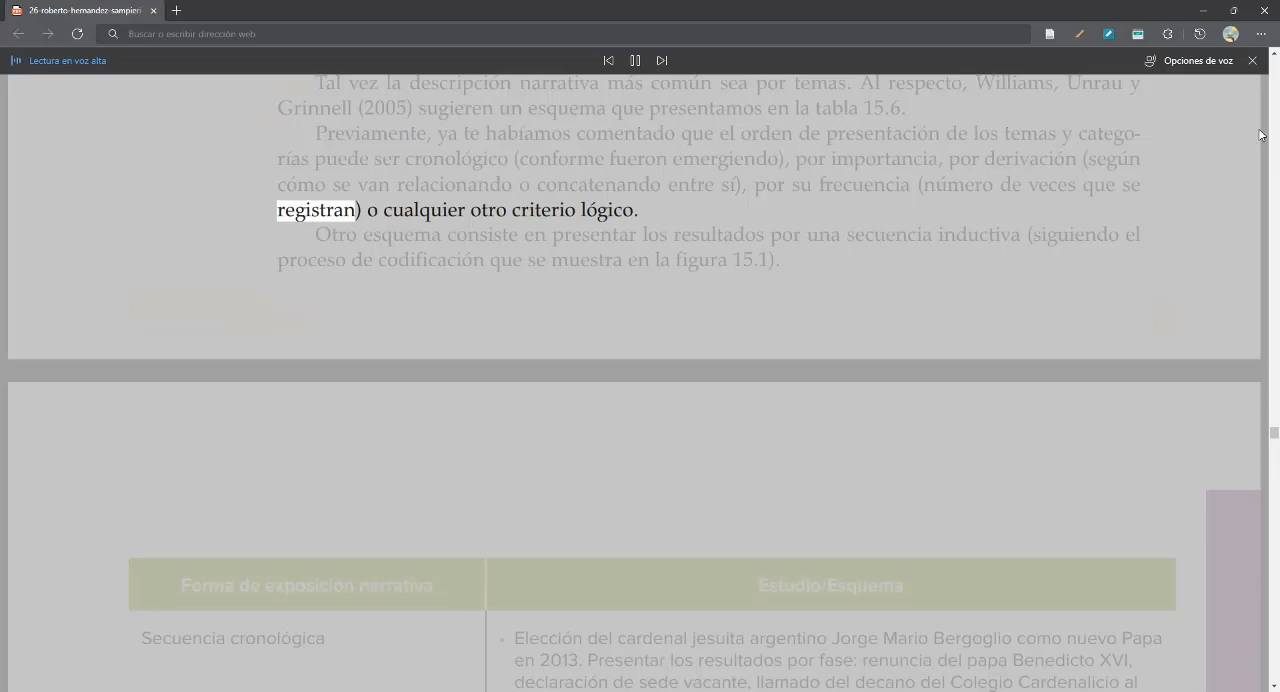 26-roberto-hernandez-sampieri
Buscar o escribir dirección web
Lectura en voz alta
Opciones de voz
Tal vez la descripción narrativa más común sea por temas. Al respecto, Williams, Unrau y
Grinnell (2005) sugieren un esquema que presentamos en la tabla 15.6.
Previamente, ya te habíamos comentado que el orden de presentación de los temas y catego-
rías puede ser cronológico (conforme fueron emergiendo), por importancia, por derivación (según
cómo se van relacionando o concatenando entre sí), por su frecuencia (número de veces que se
registran) o cualquier otro criterio lógico.
Otro esquema consiste en presentar los resultados por una secuencia inductiva (siguiendo el
proceso de codificación que se muestra en la figura 15.1).
Forma de exposición narrativa
Estudio/Esquema
Secuencia cronológica
• Elección del cardenal jesuita argentino Jorge Mario Bergoglio como nuevo Papa
en 2013. Presentar los resultados por fase: renuncia del papa Benedicto XVI,
declaración de sede vacante, llamado del decano del Colegio Cardenalicio al